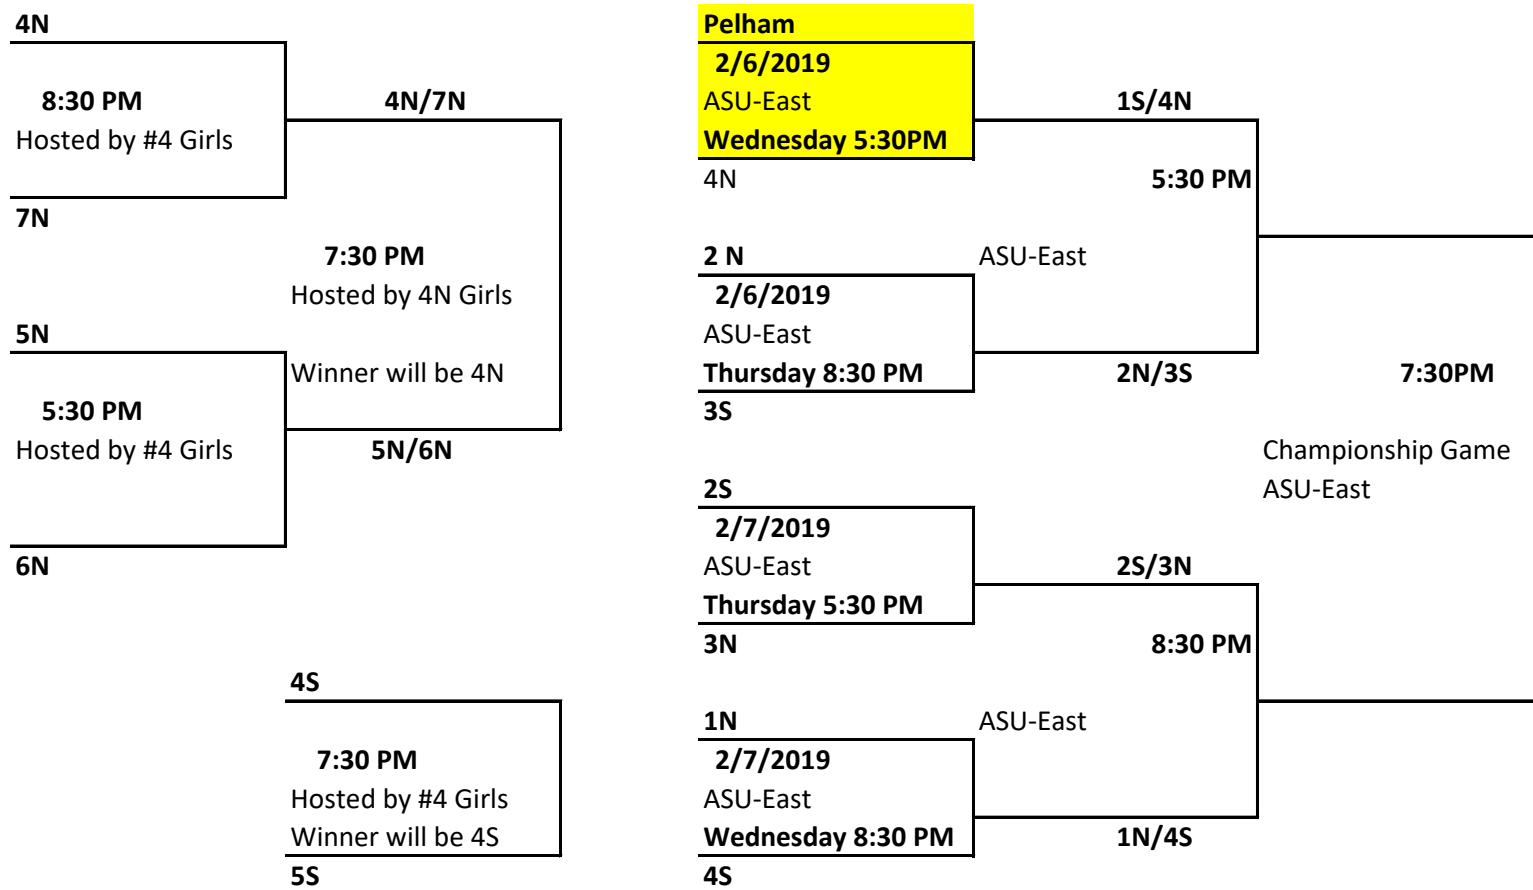 4N
8:30 PM
Hosted by #4 Girls
7N
4N/7N
7:30 PM
Hosted by 4N Girls
Winner will be 4N
5N
5:30 PM
Hosted by #4 Girls
6N
5N/6N
4S
7:30 PM
Hosted by #4 Girls
Winner will be 4S
5S
Pelham
2/6/2019
ASU-East
Wednesday 5:30PM
4N
1S/4N
5:30 PM
ASU-East
2 N
2/6/2019
ASU-East
Thursday 8:30 PM
3S
2N/3S
7:30PM
Championship Game
ASU-East
2S
2/7/2019
ASU-East
Thursday 5:30 PM
3N
2S/3N
8:30 PM
ASU-East
1N
2/7/2019
ASU-East
Wednesday 8:30 PM
4S
1N/4S